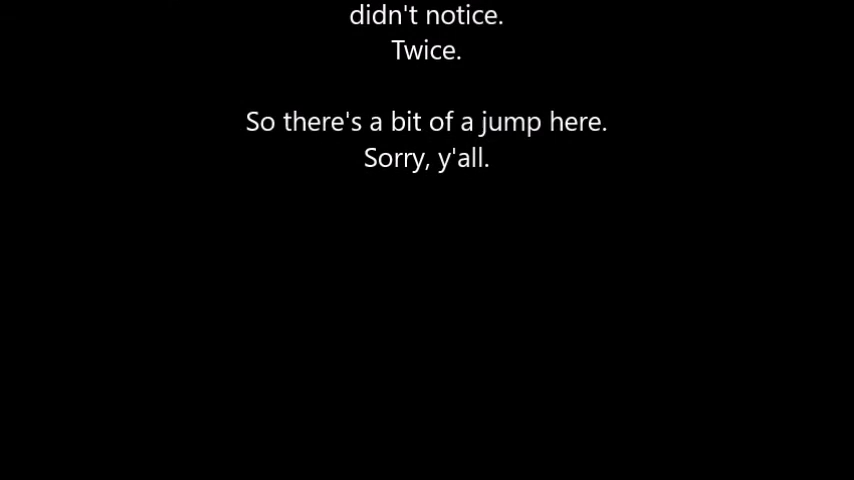 didn't notice.
Twice.
So there's a bit of a jump here.
Sorry, y'all.